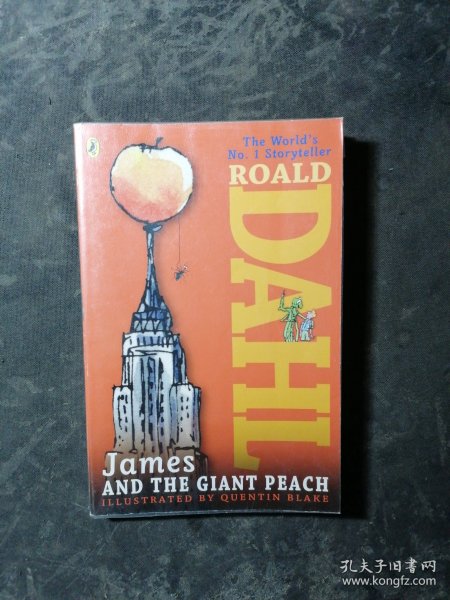 The World's
No. 1 Storyteller
ROALD
DAHL
James
AND THE GIANT PEACH
ILLUSTRATED BY QUENTIN BLAKE
孔夫子旧书网
www.kongfz.com